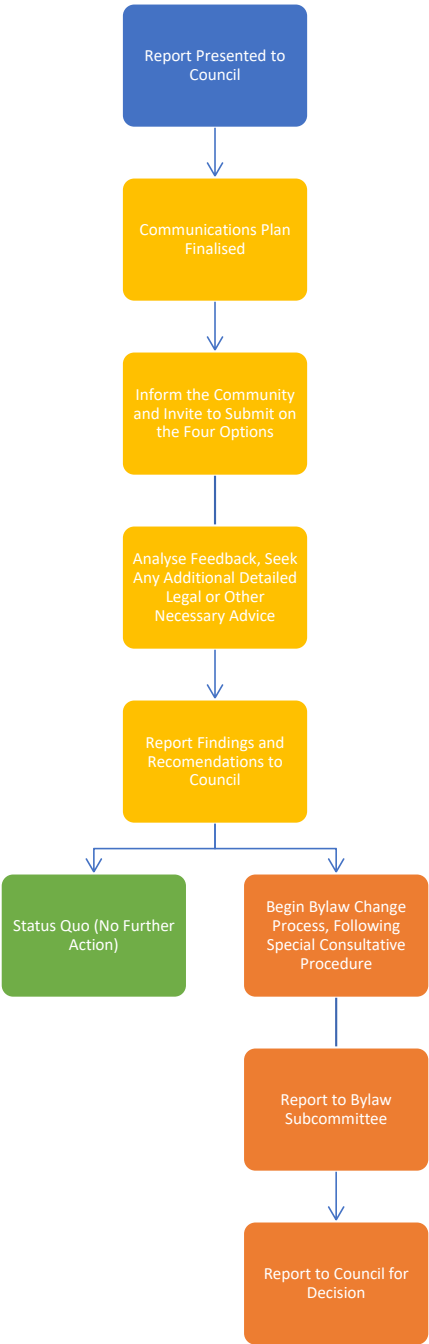 Report Presented to
Council
Communications Plan
Finalised
Inform the Community
and Invite to Submit on
the Four Options
Analyse Feedback, Seek
Any Additional Detailed
Legal or Other
Necessary Advice
Report Findings and
Recomendations to
Council
Status Quo (No Further
Action)
Begin Bylaw Change
Process, Following
Special Consultative
Procedure
Report to Bylaw
Subcommittee
Report to Council for
Decision